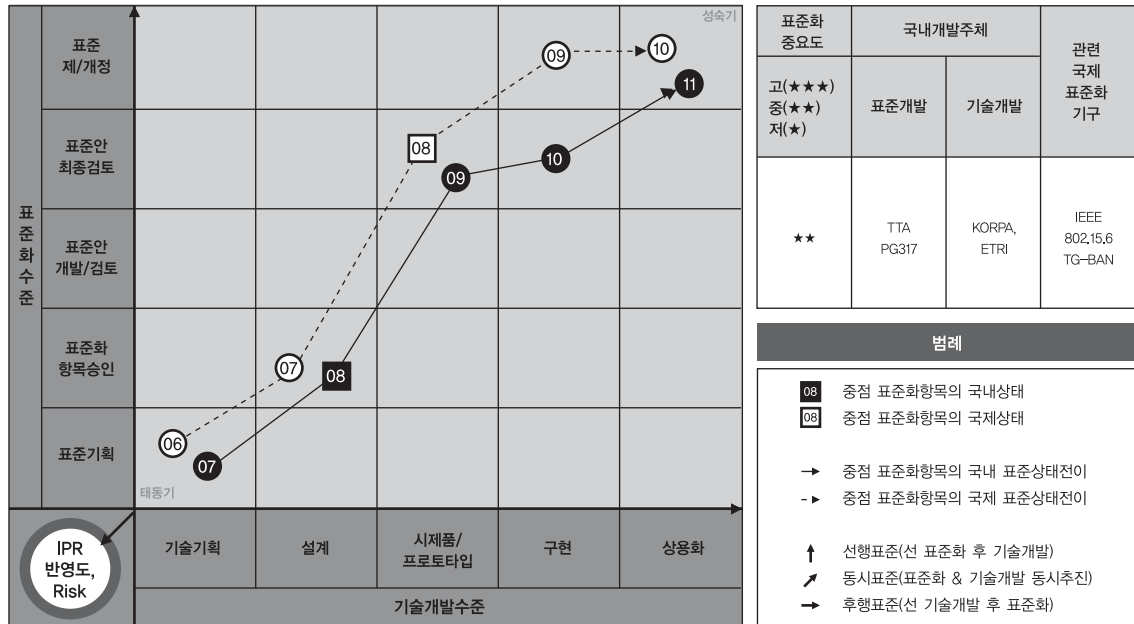 성숙기
표준
제/개정
표준안
최종검토
표준안
개발/검토
표준화
항목승인
표준기획
표준화수준
10
09
11
08
09
10
07
08
06
07
태동기
IPR
반영도,
Risk
기술기획
설계
시제품/
프로토타입
구현
상용화
기술개발수준
표준화
중요도
국내개발주체
관련
국제
표준화
기구
고(★★★)
중(★★)
저(★)
표준개발
기술개발
★★
TTA
PG317
KORPA,
ETRI
IEEE
802.15.6
TG-BAN
범례
08 중점 표준화항목의 국내상태
08 중점 표준화항목의 국제상태
→ 중점 표준화항목의 국내 표준상태전이
- ► 중점 표준화항목의 국제 표준상태전이
↑ 선행표준(선 표준화 후 기술개발)
↗ 동시표준(표준화 & 기술개발 동시추진)
→ 후행표준(선 기술개발 후 표준화)